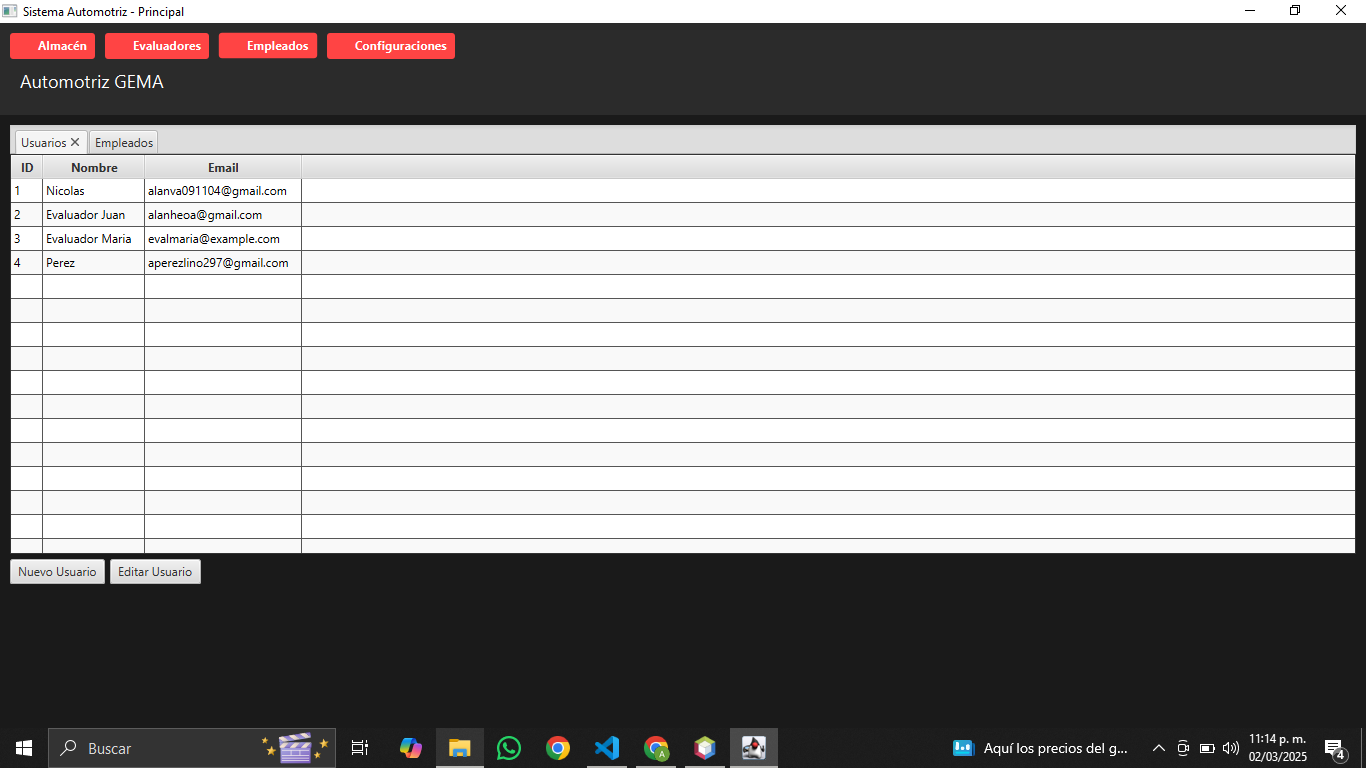 Sistema Automotriz - Principal
Almacén Evaluadores Empleados Configuraciones
Automotriz GEMA
Usuarios Empleados
ID Nombre Email
1 Nicolas alanva091104@gmail.com
2 Evaluador Juan alanheoa@gmail.com
3 Evaluador Maria evalmaria@example.com
4 Perez aperezlino297@gmail.com
Nuevo Usuario Editar Usuario
Buscar
Aquí los precios del g...
11:14 p. m.
02/03/2025
A
4